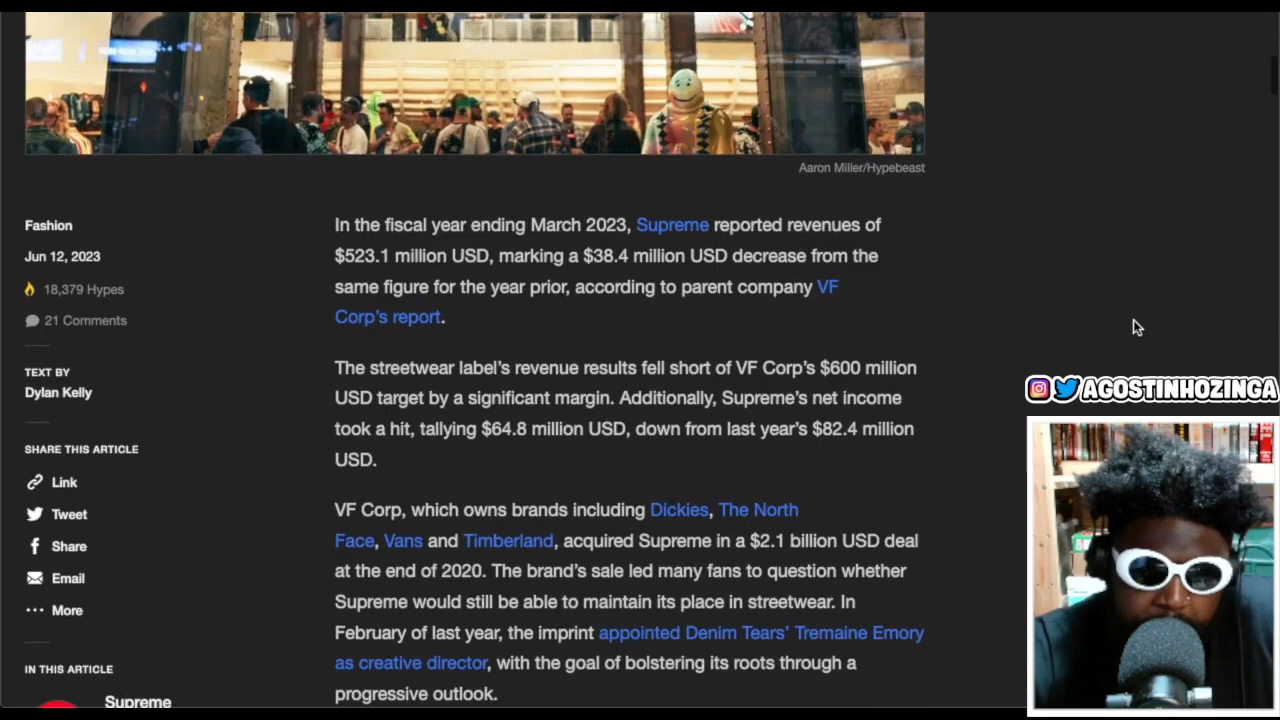 Aaron Miller/Hypebeast
Fashion
Jun 12, 2023
18,379 Hypes
21 Comments
TEXT BY
Dylan Kelly
SHARE THIS ARTICLE
Link
Tweet
Share
Email
More
IN THIS ARTICLE
Supreme
In the fiscal year ending March 2023, Supreme reported revenues of
$523.1 million USD, marking a $38.4 million USD decrease from the
same figure for the year prior, according to parent company VF
Corp’s report.
The streetwear label’s revenue results fell short of VF Corp’s $600 million
USD target by a significant margin. Additionally, Supreme’s net income
took a hit, tallying $64.8 million USD, down from last year’s $82.4 million
USD.
VF Corp, which owns brands including Dickies, The North
Face, Vans and Timberland, acquired Supreme in a $2.1 billion USD deal
at the end of 2020. The brand’s sale led many fans to question whether
Supreme would still be able to maintain its place in streetwear. In
February of last year, the imprint appointed Denim Tears’ Tremaine Emory
as creative director, with the goal of bolstering its roots through a
progressive outlook.
AGOSTINHOZINGA